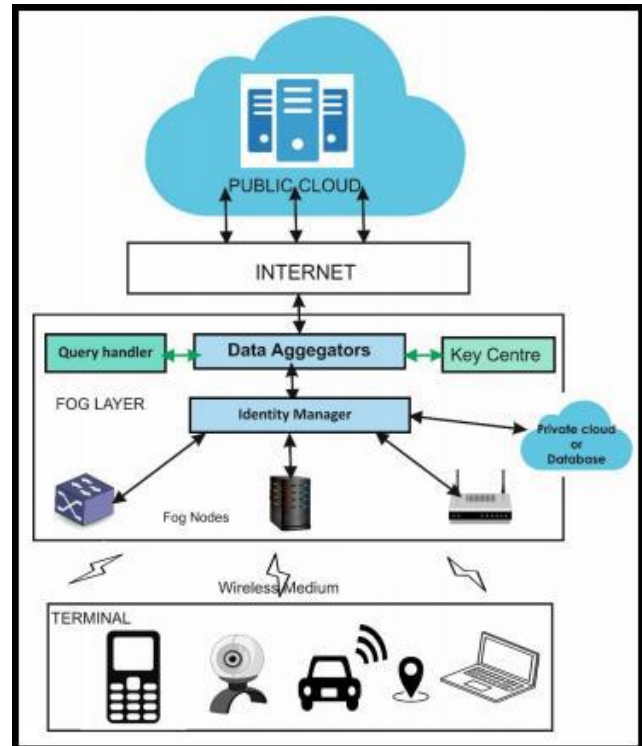 PUBLIC CLOUD
INTERNET
Query handler
Data Aggegators
Key Centre
FOG LAYER
Identity Manager
Private cloud
or
Database
Fog Nodes
Wireless Medium
TERMINAL